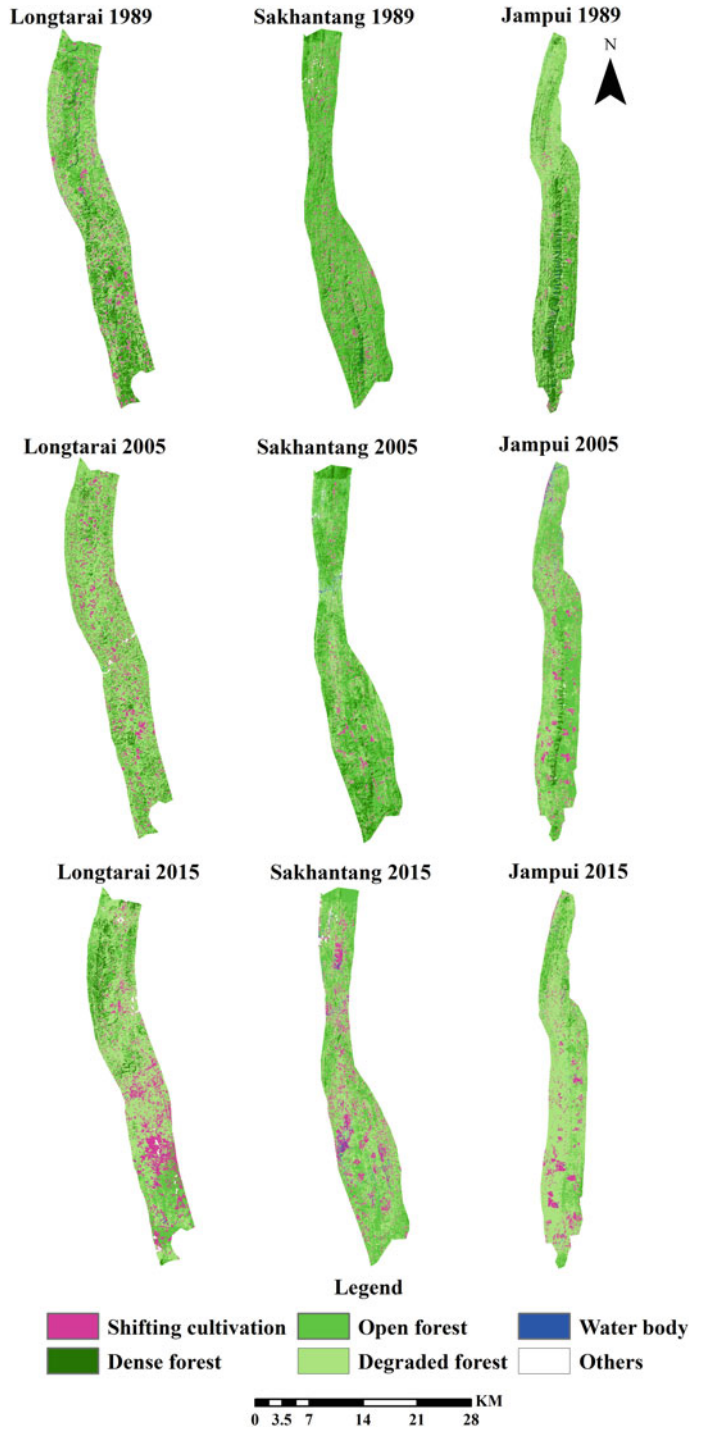 Longtarai 1989 Sakhantang 1989 Jampui 1989
N
Longtarai 2005 Sakhantang 2005 Jampui 2005
Longtarai 2015 Sakhantang 2015 Jampui 2015
Legend
Shifting cultivation Open forest Water body
Dense forest Degraded forest Others
KM
0 3.5 7 14 21 28